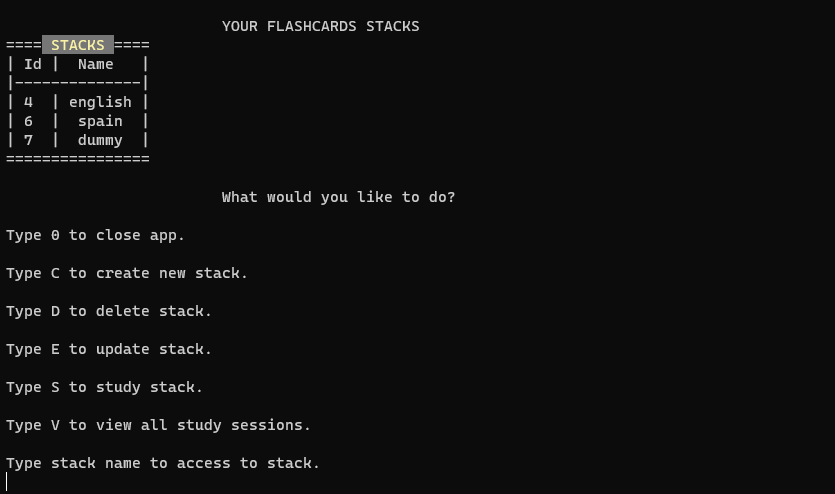 YOUR FLASHCARDS STACKS
==== STACKS ====
| Id |  Name   |
|--------------|
| 4  | english |
| 6  |  spain  |
| 7  |  dummy  |
================
What would you like to do?
Type 0 to close app.
Type C to create new stack.
Type D to delete stack.
Type E to update stack.
Type S to study stack.
Type V to view all study sessions.
Type stack name to access to stack.